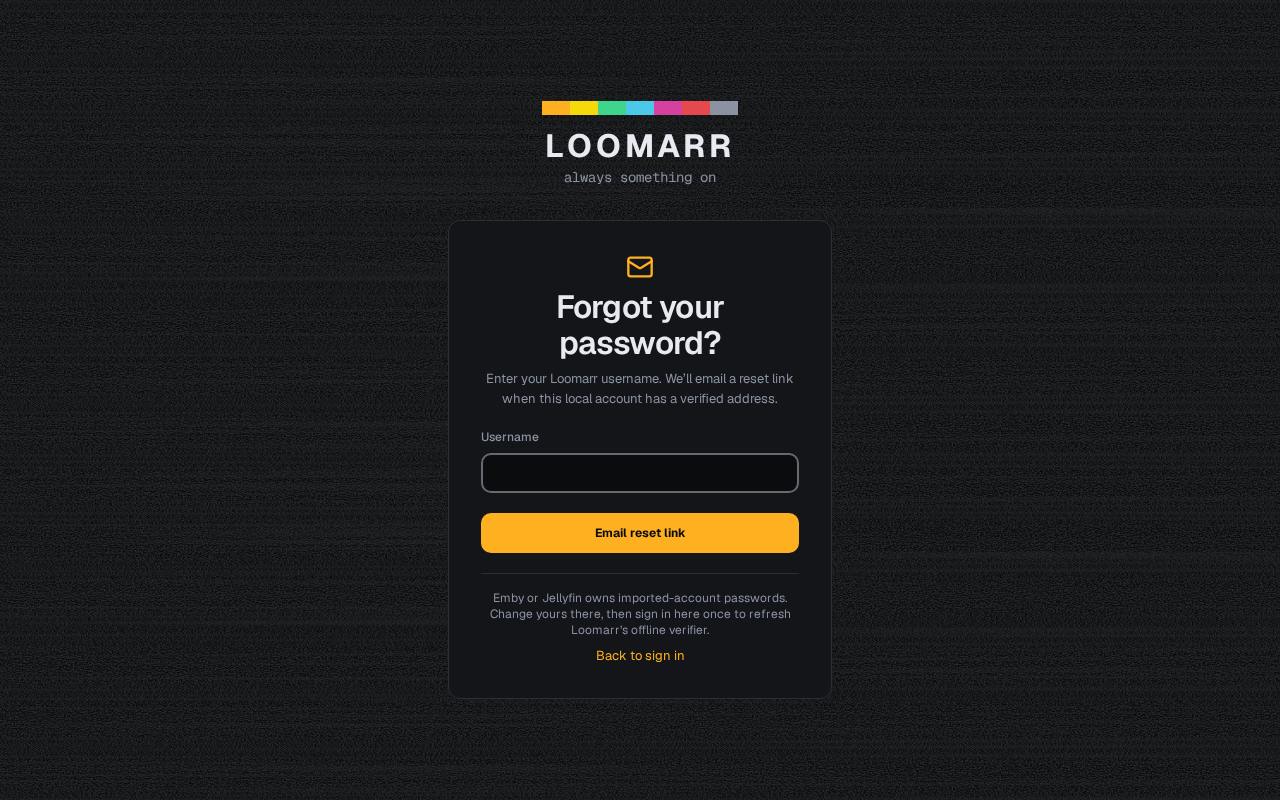 LOOMARR
always something on
Forgot your
password?
Enter your Loomarr username. We’ll email a reset link
when this local account has a verified address.
Username
Email reset link
Emby or Jellyfin owns imported-account passwords.
Change yours there, then sign in here once to refresh
Loomarr’s offline verifier.
Back to sign in